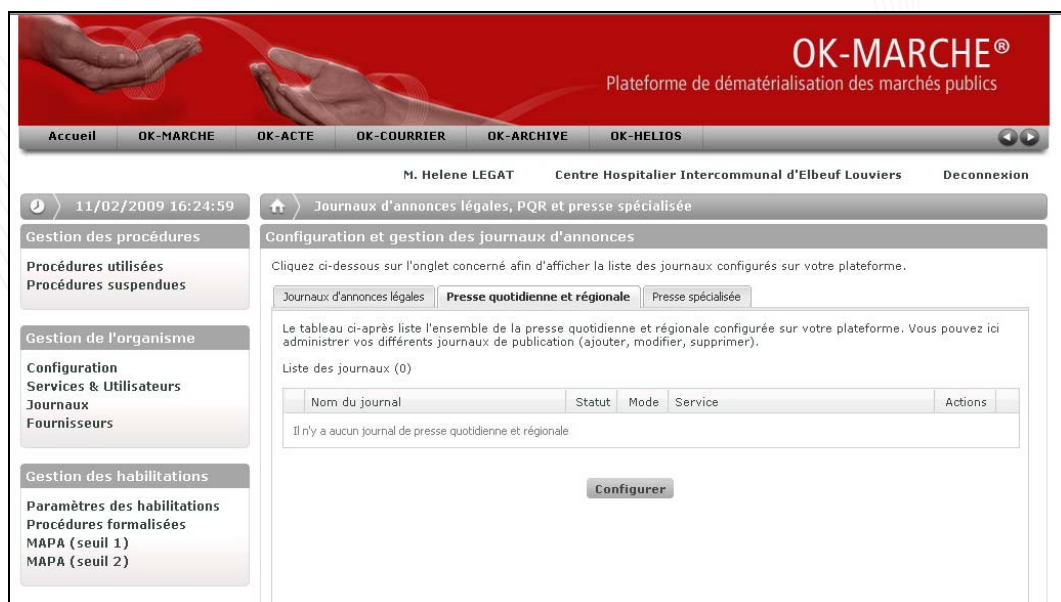 OK-MARCHE®
Plateforme de dématérialisation des marchés publics
Accueil OK-MARCHE OK-ACTE OK-COURRIER OK-ARCHIVE OK-HELIOS
M. Helene LEGAT Centre Hospitalier Intercommunal d'Elbeuf Louviers Deconnexion
11/02/2009 16:24:59 Journaux d'annonces légales, PQR et presse spécialisée
Gestion des procédures
Procédures utilisées
Procédures suspendues
Gestion de l'organisme
Configuration
Services & Utilisateurs
Journaux
Fournisseurs
Gestion des habilitations
Paramètres des habilitations
Procédures formalisées
MAPA (seuil 1)
MAPA (seuil 2)
Configuration et gestion des journaux d'annonces
Cliquez ci-dessous sur l'onglet concerné afin d'afficher la liste des journaux configurés sur votre plateforme.
Journaux d'annonces légales Presse quotidienne et régionale Presse spécialisée
Le tableau ci-après liste l'ensemble de la presse quotidienne et régionale configurée sur votre plateforme. Vous pouvez ici
administrer vos différents journaux de publication (ajouter, modifier, supprimer).
Liste des journaux (0)
Nom du journal Statut Mode Service Actions
Il n'y a aucun journal de presse quotidienne et régionale
Configurer